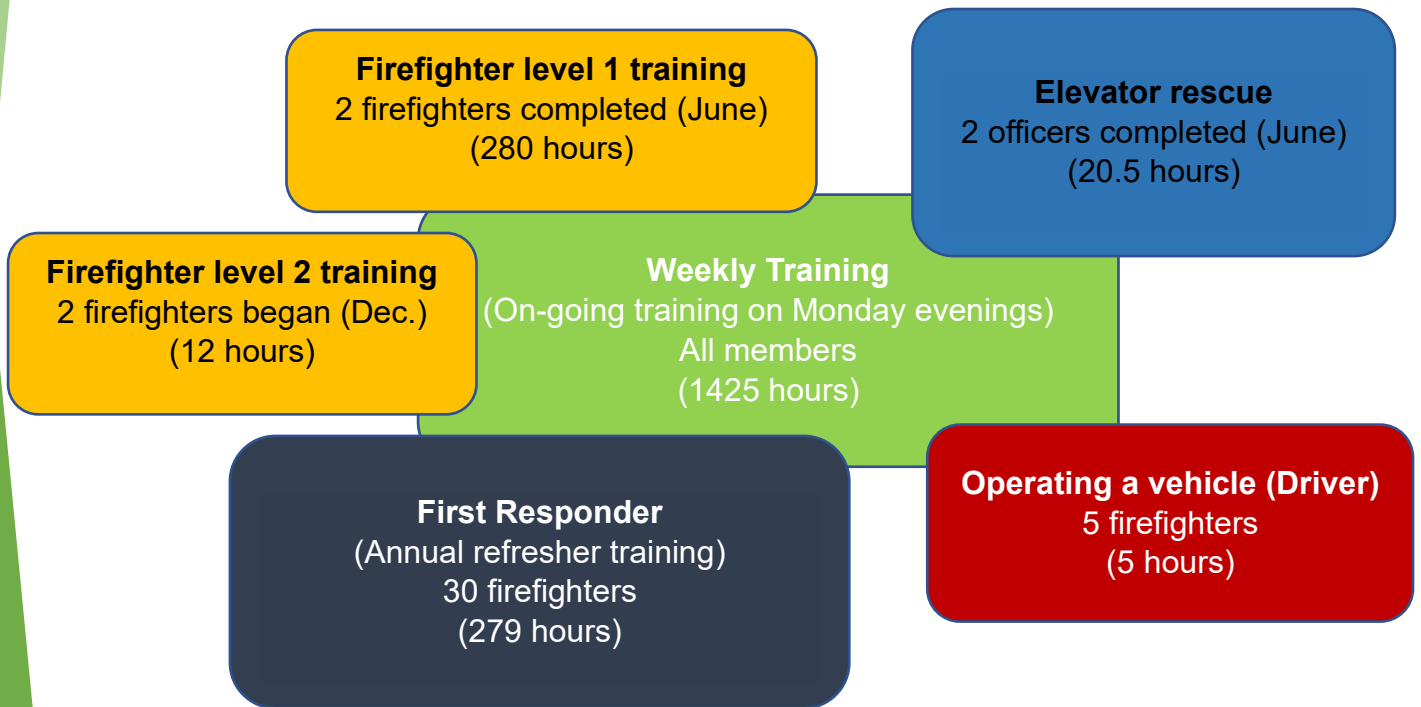 Firefighter level 1 training
2 firefighters completed (June)
(280 hours)
Elevator rescue
2 officers completed (June)
(20.5 hours)
Firefighter level 2 training
2 firefighters began (Dec.)
(12 hours)
Weekly Training
(On-going training on Monday evenings)
All members
(1425 hours)
First Responder
(Annual refresher training)
30 firefighters
(279 hours)
Operating a vehicle (Driver)
5 firefighters
(5 hours)